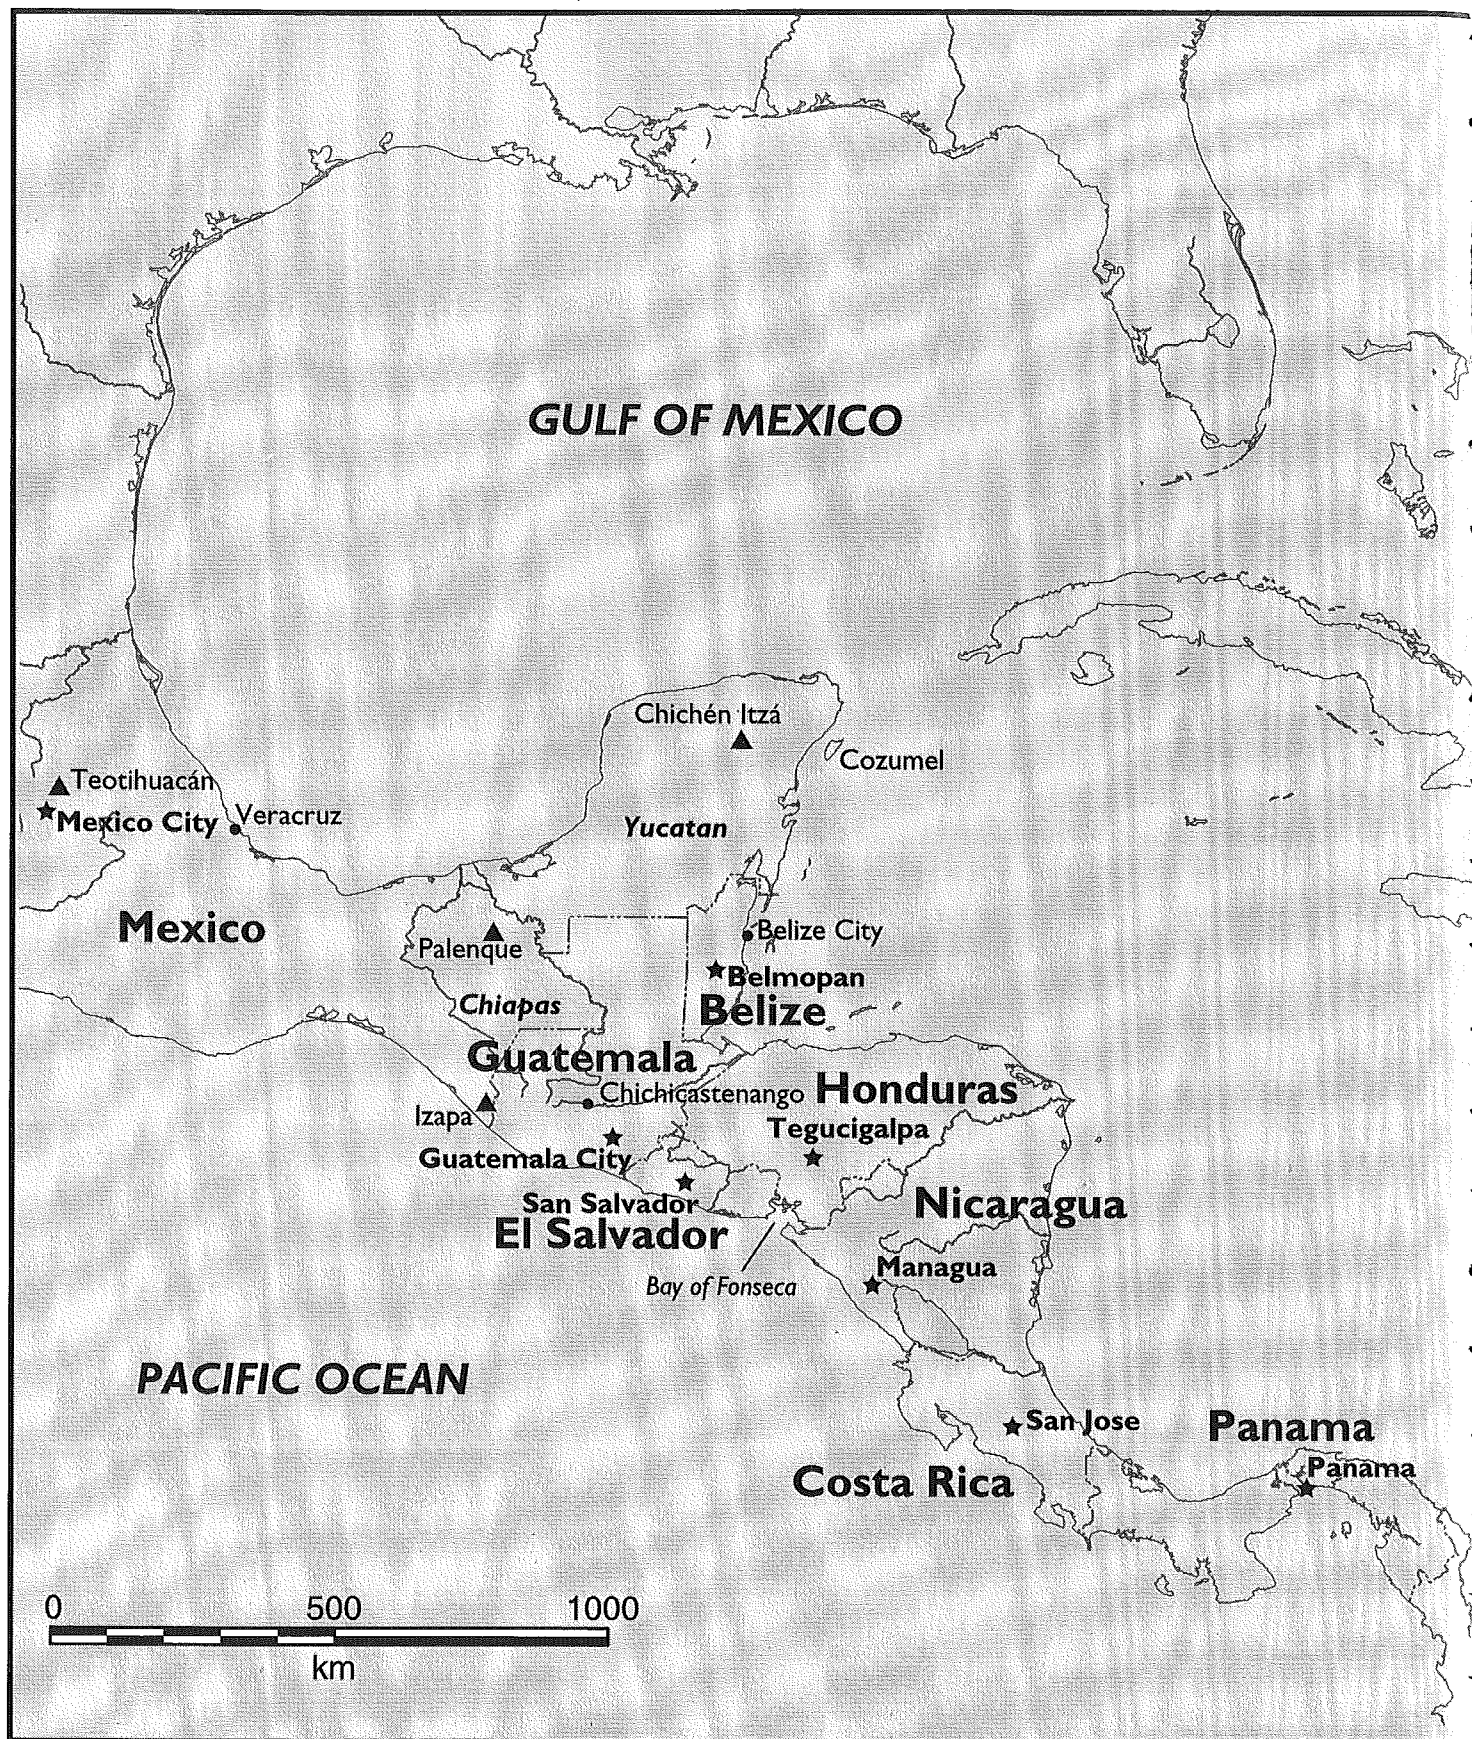 GULF OF MEXICO
Chichén Itzá
Cozumel
Teotihuacán
Mexico City
Veracruz
Yucatan
Mexico
Belize City
Palenque
Belmopan
Chiapas
Belize
Guatemala
Chichicastenango
Honduras
Izapa
Tegucigalpa
Guatemala City
San Salvador
Nicaragua
El Salvador
Managua
Bay of Fonseca
PACIFIC OCEAN
San Jose
Panama
Panama
Costa Rica
0 500 1000
km